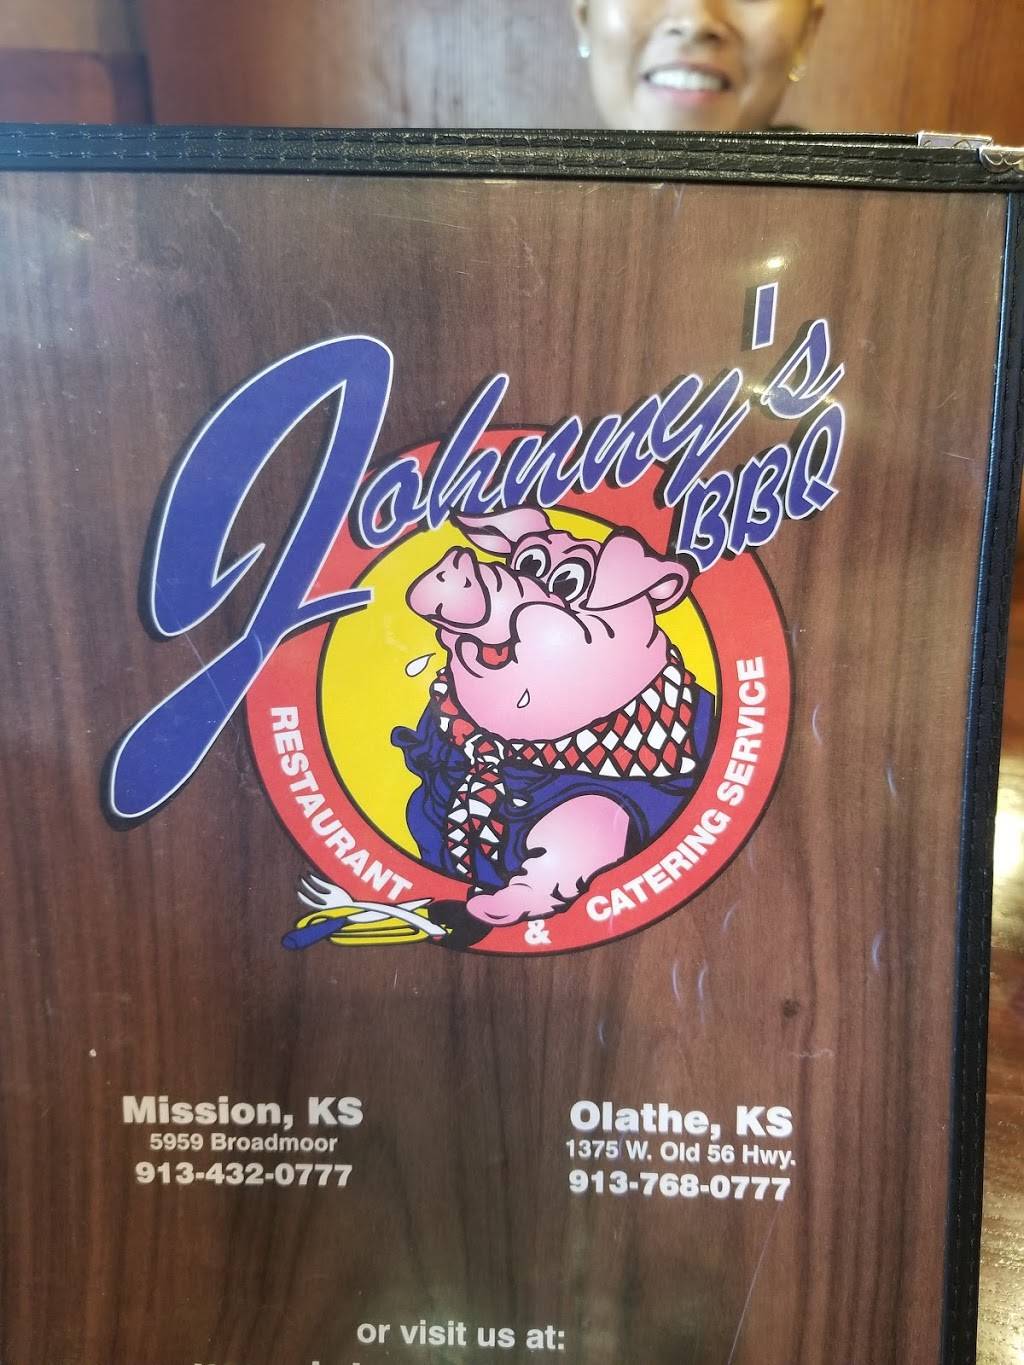 Johnny's
BBQ
RESTAURANT & CATERING SERVICE
Mission, KS
5959 Broadmoor
913-432-0777
Olathe, KS
1375 W. Old 56 Hwy.
913-768-0777
or visit us at: